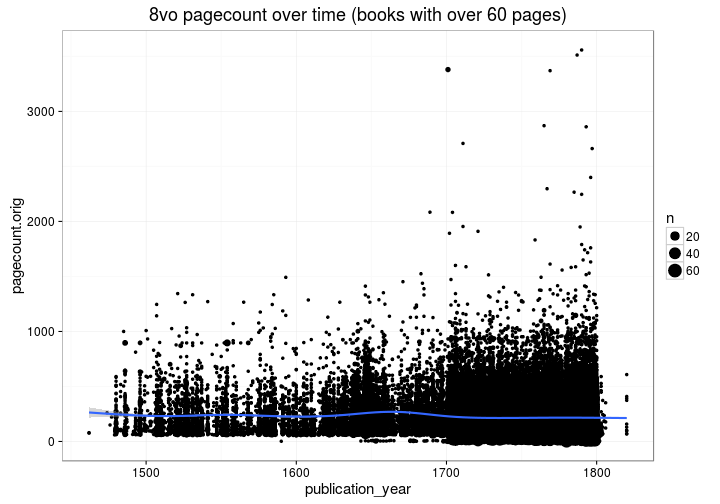 8vo pagecount over time (books with over 60 pages)
pagecount.orig
3000
2000
1000
0
1500
1600
1700
1800
publication_year
n
20
40
60